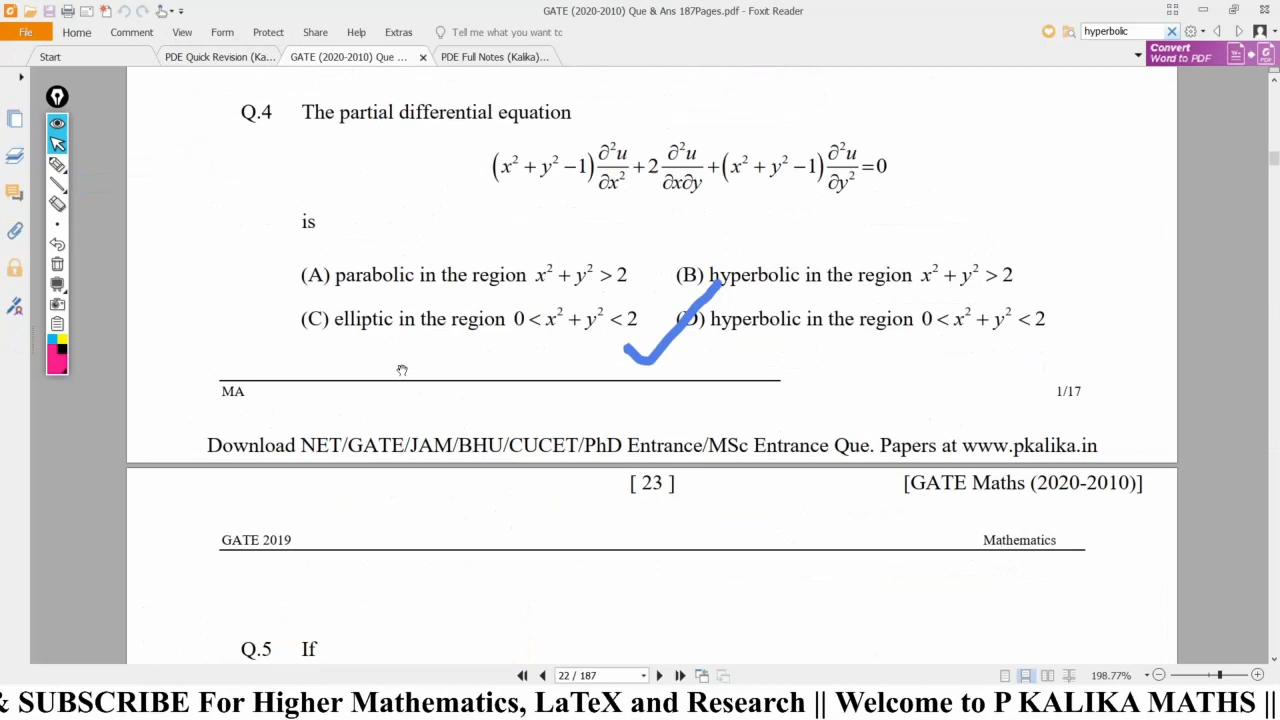 GATE (2020-2010) Que & Ans 187Pages.pdf - Foxit Reader
File Home Comment View Form Protect Share Help Extras Tell me what you want to hyperbolic
Start PDE Quick Revision (Ka... GATE (2020-2010) Que ... PDE Full Notes (Kalika)... Convert Word to PDF
Q.4 The partial differential equation
(x² + y² −1) ∂²u/∂x² + 2 ∂²u/∂x∂y + (x² + y² −1) ∂²u/∂y² = 0
is
(A) parabolic in the region x² + y² > 2 (B) hyperbolic in the region x² + y² > 2
(C) elliptic in the region 0 < x² + y² < 2 (D) hyperbolic in the region 0 < x² + y² < 2
MA 1/17
Download NET/GATE/JAM/BHU/CUCET/PhD Entrance/MSc Entrance Que. Papers at www.pkalika.in
[ 23 ] [GATE Maths (2020-2010)]
GATE 2019 Mathematics
Q.5 If
22 / 187 198.77%
& SUBSCRIBE For Higher Mathematics, LaTeX and Research || Welcome to P KALIKA MATHS ||